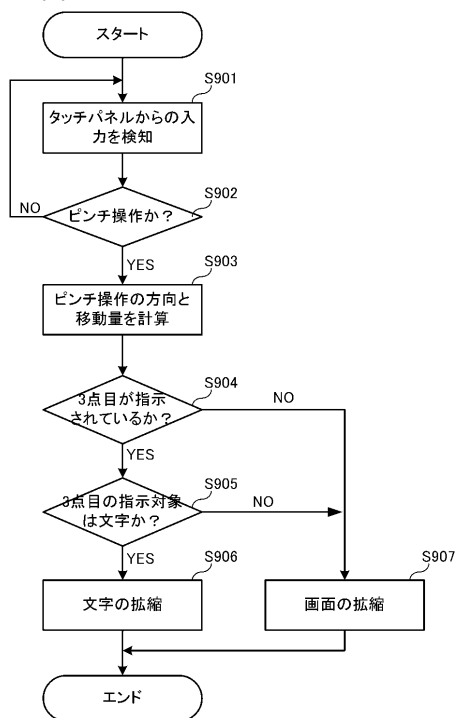 スタート
S901
タッチパネルからの入
力を検知
S902
ピンチ操作か？
NO
YES
S903
ピンチ操作の方向と
移動量を計算
S904
3点目が指示
されているか？
NO
YES
S905
3点目の指示対象
は文字か？
NO
YES
S906
文字の拡縮
S907
画面の拡縮
エンド